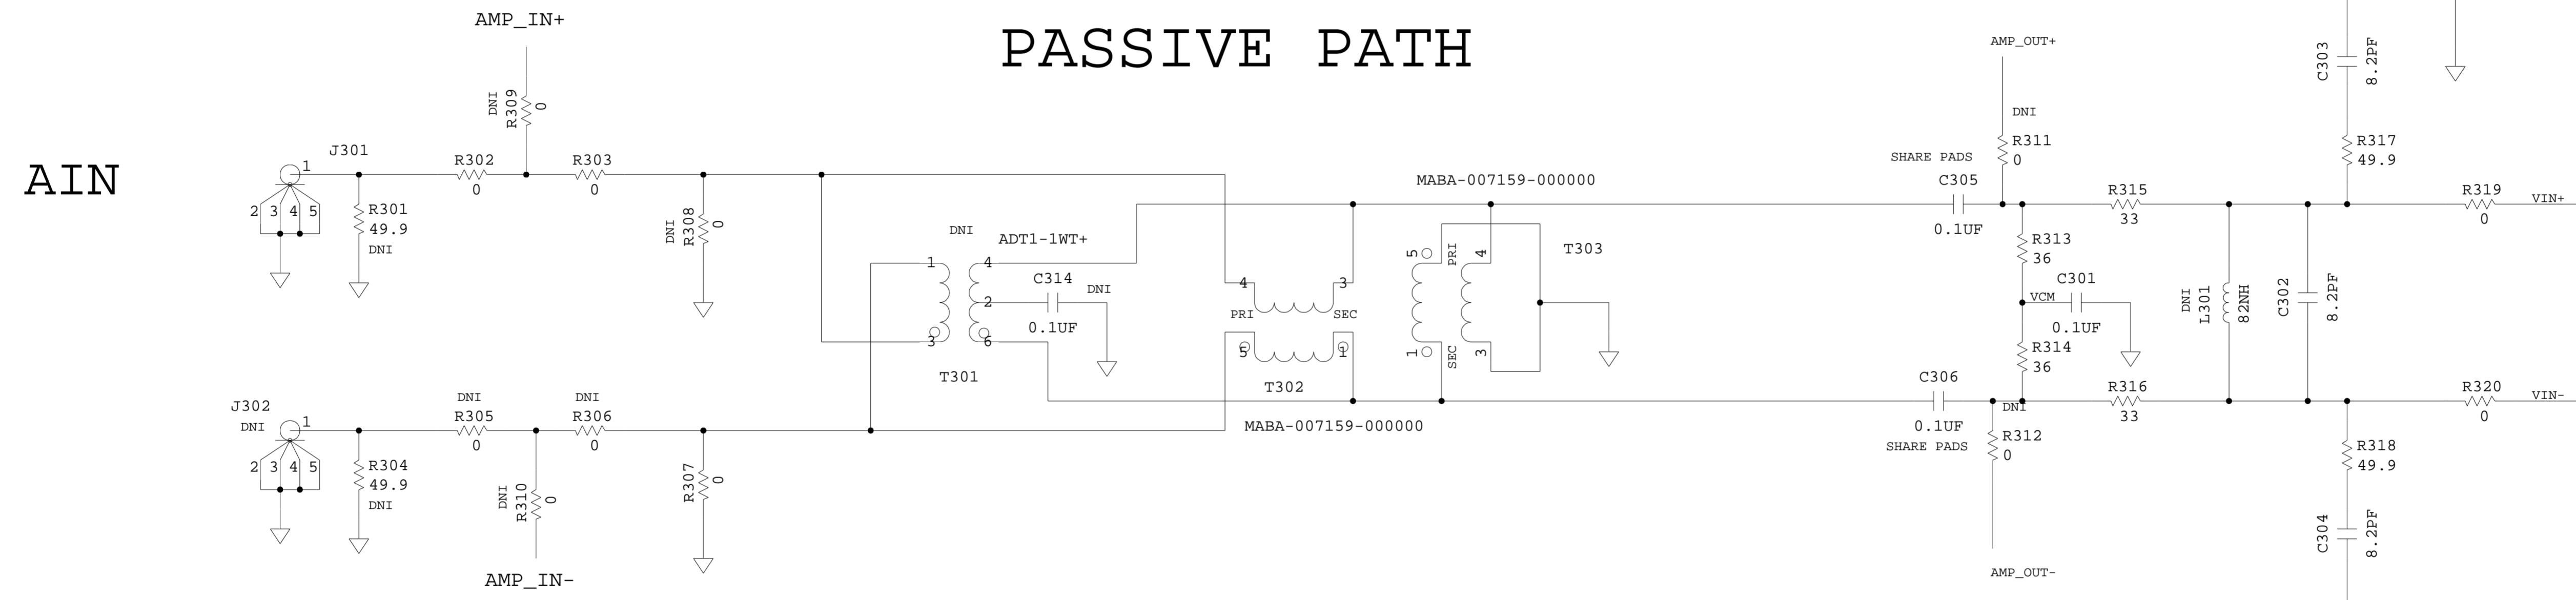 AMP_IN+
PASSIVE PATH
AMP_OUT+
C303
8.2PF
DNI
R309
0
DNI
J301
1
R302
0
R303
0
R311
0
R317
49.9
AIN
SHARE PADS
C305
0.1UF
MABA-007159-000000
R315
33
R319
0
VIN+
2 3 4 5
R301
49.9
DNI
DNI
R308
0
DNI
ADT1-1WT+
1
4
C314
DNI
2
0.1UF
3
6
T301
4
3
PRI
SEC
5
1
T302
MABA-007159-000000
5
PRI
4
T303
1
SEC
3
R313
36
C301
VCM
0.1UF
R314
36
DNI
L301
82NH
C302
8.2PF
J302
DNI
1
DNI
R305
0
DNI
R306
0
C306
0.1UF
SHARE PADS
DNI
R312
0
R316
33
R320
0
VIN-
2 3 4 5
R304
49.9
DNI
DNI
R310
0
R307
0
R318
49.9
C304
8.2PF
AMP_IN-
AMP_OUT-